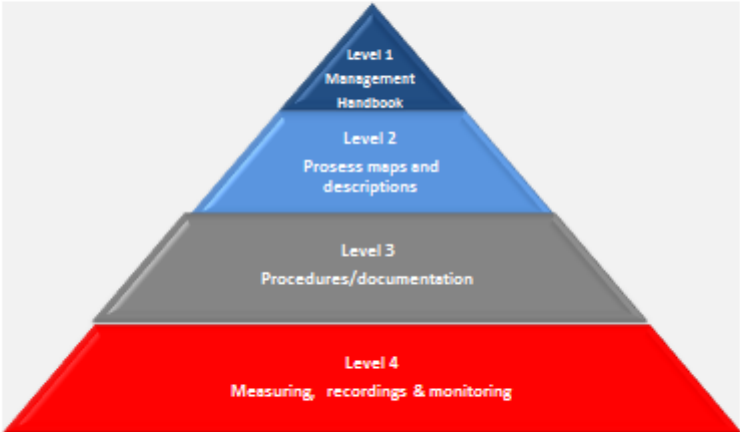 Level 1
Management
Handbook
Level 2
Prosess maps and
descriptions
Level 3
Procedures/documentation
Level 4
Measuring, recordings & monitoring